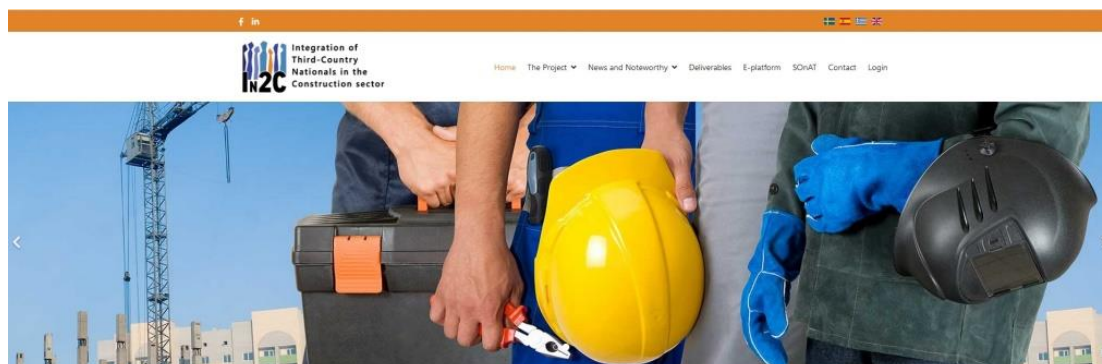 f in
Integration of
Third-Country
Nationals in the
Construction sector
IN2C
Home The Project News and Noteworthy Deliverables E-platform SOnAT Contact Login